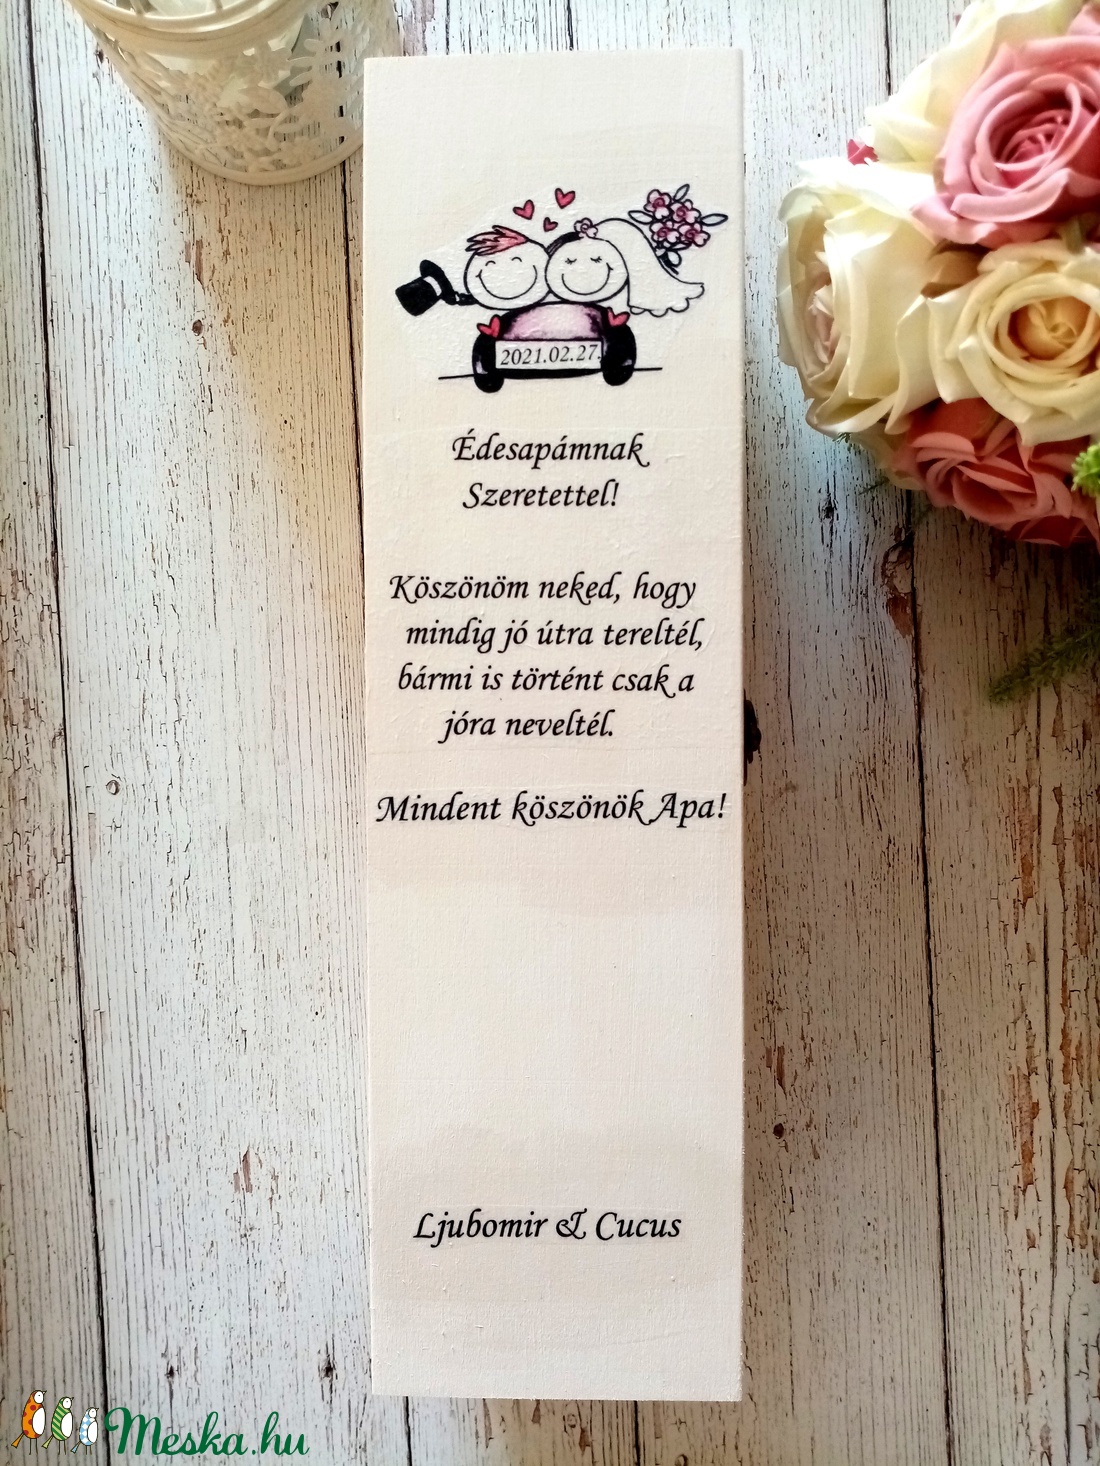 2021.02.27.
Édesapámnak
Szeretettel!
Köszönöm neked, hogy
mindig jó útra tereltél,
bármi is történt csak a
jóra neveltél.
Mindent köszönök Apa!
Ljubomir & Cucus
Meska.hu